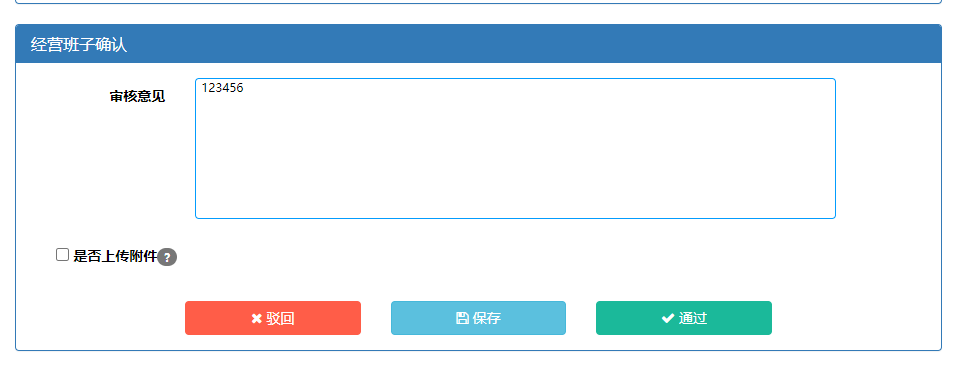 经营班子确认
审核意见
123456
是否上传附件?
驳回
保存
通过